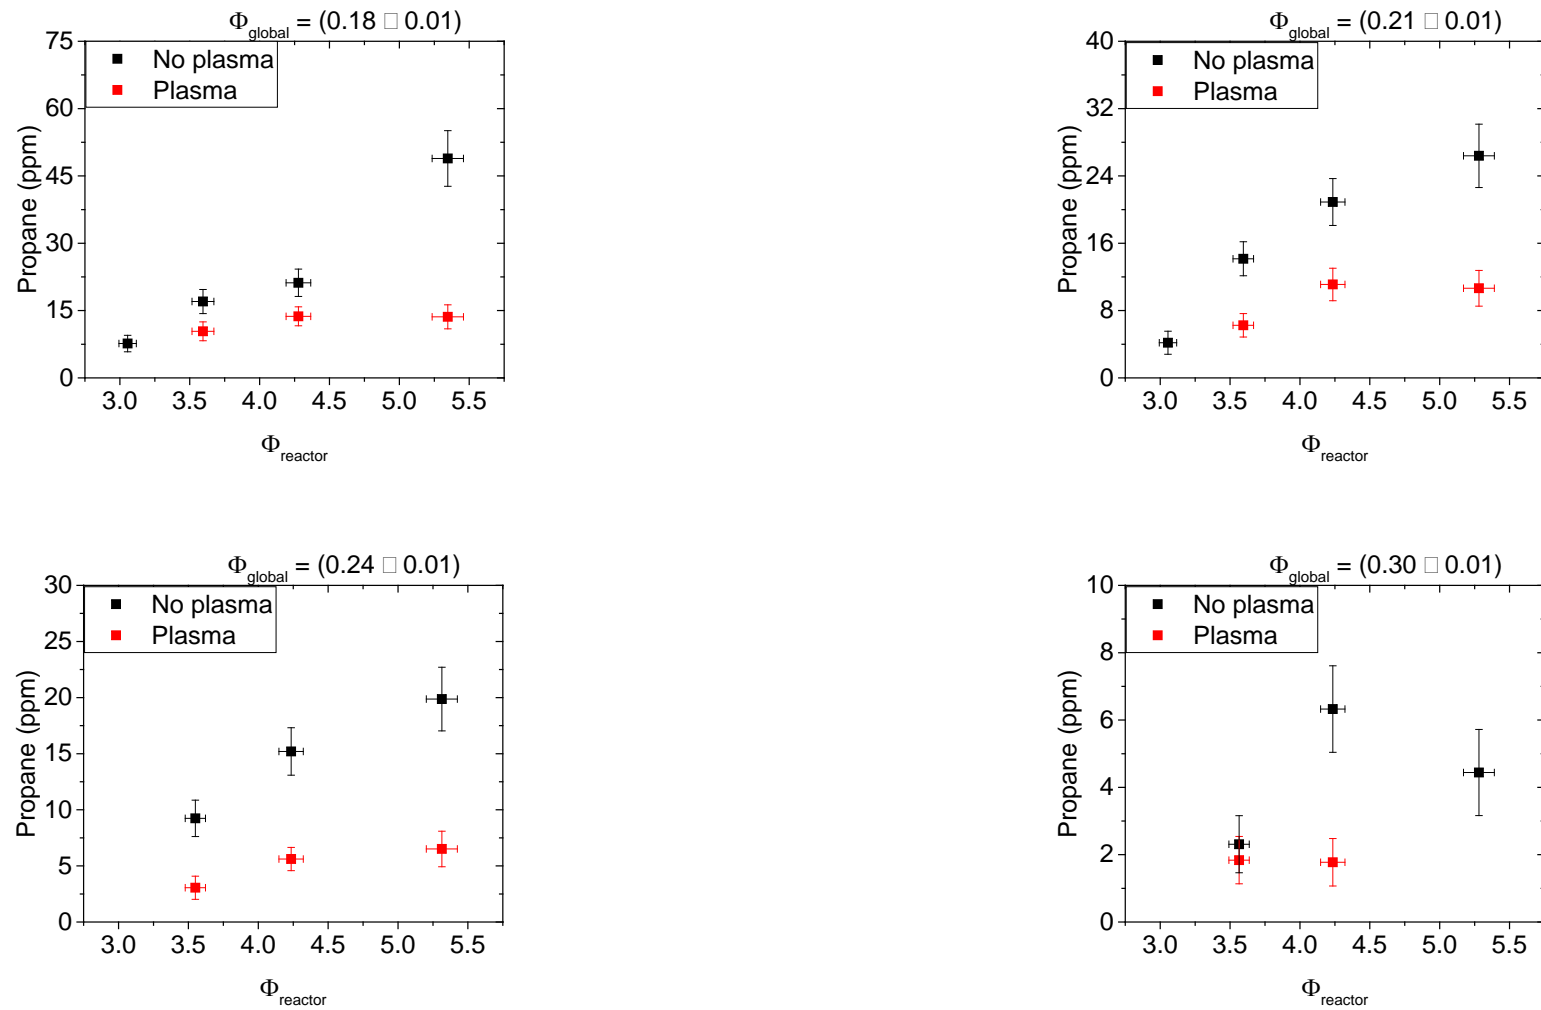 Φglobal = (0.18 □ 0.01)
No plasma
Plasma
75
60
45
30
15
0
Propane (ppm)
3.0 3.5 4.0 4.5 5.0 5.5
Φreactor
Φglobal = (0.21 □ 0.01)
No plasma
Plasma
40
32
24
16
8
0
Propane (ppm)
3.0 3.5 4.0 4.5 5.0 5.5
Φreactor
Φglobal = (0.24 □ 0.01)
No plasma
Plasma
30
25
20
15
10
5
0
Propane (ppm)
3.0 3.5 4.0 4.5 5.0 5.5
Φreactor
Φglobal = (0.30 □ 0.01)
No plasma
Plasma
10
8
6
4
2
0
Propane (ppm)
3.0 3.5 4.0 4.5 5.0 5.5
Φreactor